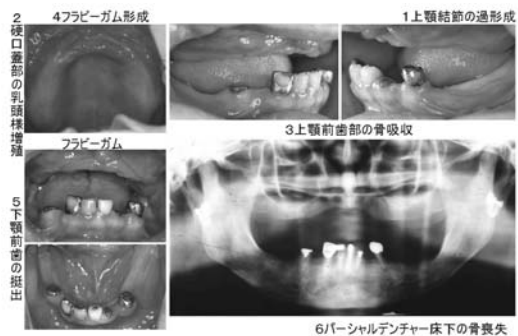 4フラビーガム形成
1上顎結節の過形成
2硬口蓋部の乳頭様増殖
3上顎前歯部の骨吸収
フラビーガム
5下顎前歯の挺出
6パーシャルデンチャー床下の骨喪失